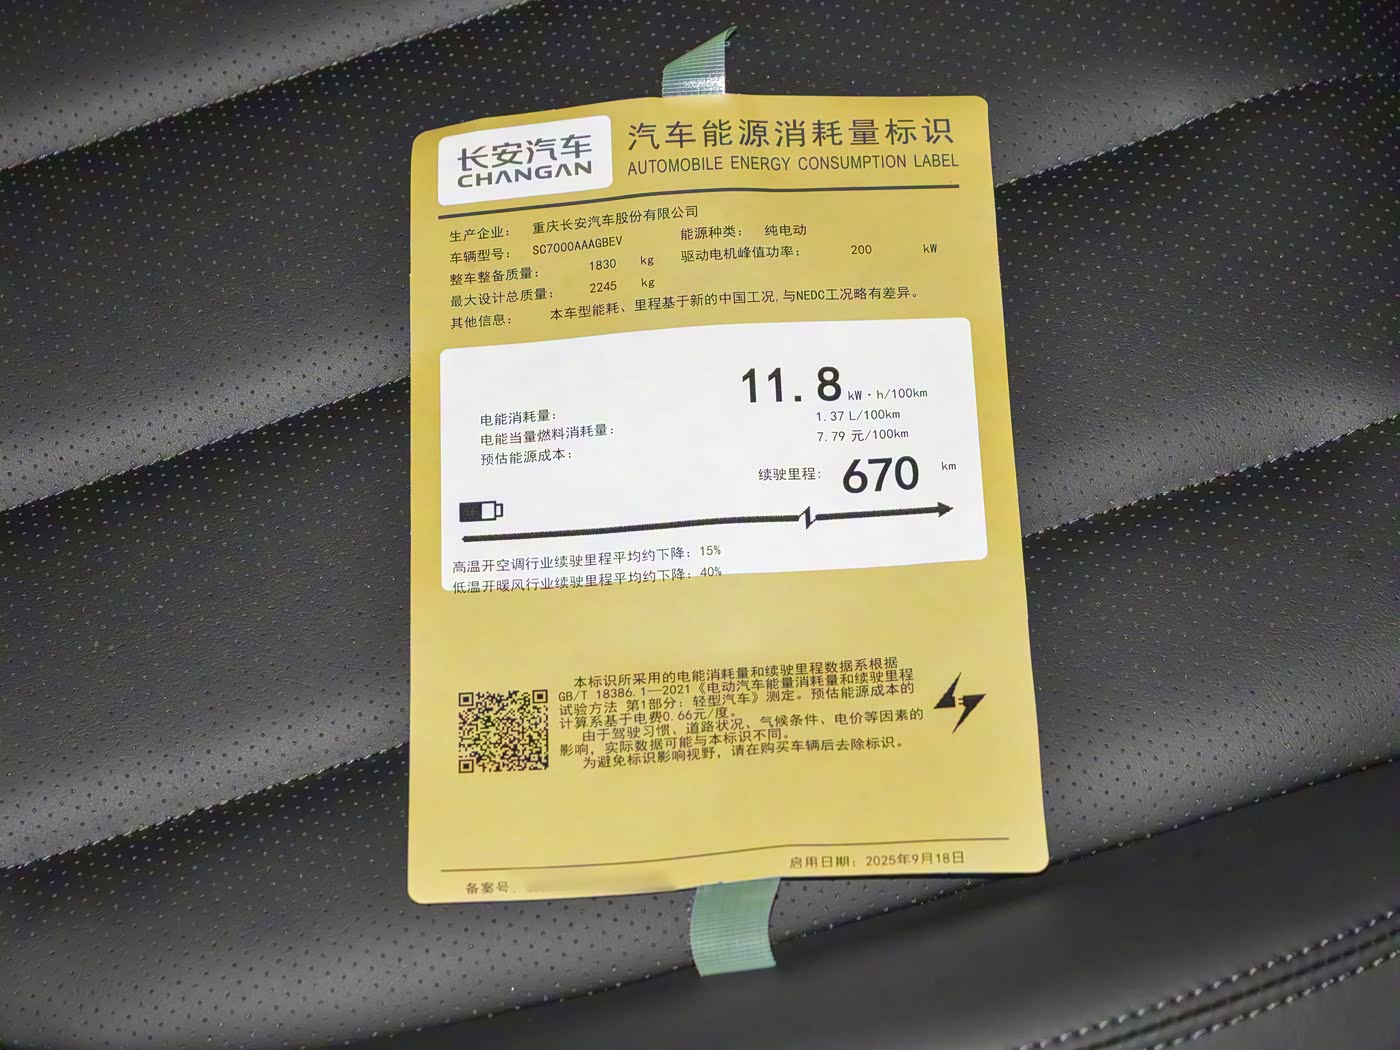 长安汽车
CHANGAN
汽车能源消耗量标识
AUTOMOBILE ENERGY CONSUMPTION LABEL
生产企业： 重庆长安汽车股份有限公司
车辆型号： SC7000AAAGBEV 能源种类： 纯电动
整车整备质量： 1830 kg 驱动电机峰值功率： 200 kW
最大设计总质量： 2245 kg
其他信息： 本车型能耗、里程基于新的中国工况,与NEDC工况略有差异。
电能消耗量： 11.8 kW·h/100km
电能当量燃料消耗量： 1.37 L/100km
预估能源成本： 7.79 元/100km
续驶里程： 670 km
高温开空调行业续驶里程平均约下降：15%
低温开暖风行业续驶里程平均约下降：40%
本标识所采用的电能消耗量和续驶里程数据系根据
GB/T 18386.1—2021《电动汽车能量消耗量和续驶里程
试验方法 第1部分：轻型汽车》测定。预估能源成本的
计算系基于电费0.66元/度。
由于驾驶习惯、道路状况、气候条件、电价等因素的
影响，实际数据可能与本标识不同。
为避免标识影响视野，请在购买车辆后去除标识。
启用日期：2025年9月18日
备案号